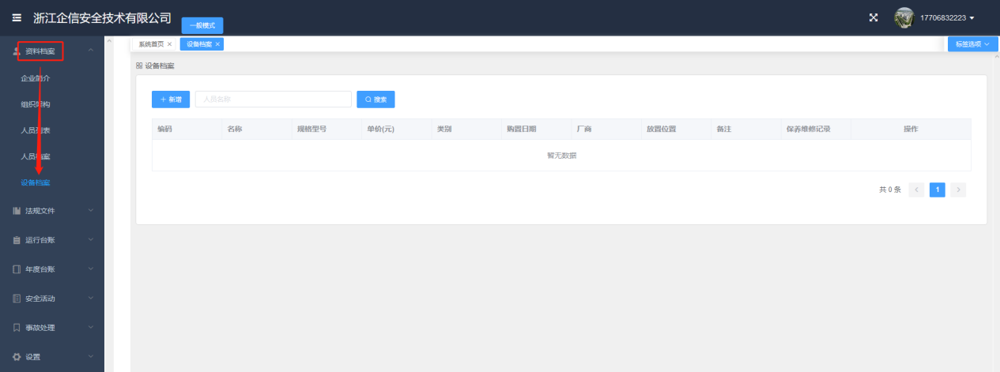 浙江企信安全技术有限公司
一般模式
17706832223
资料档案
企业简介
组织架构
人员列表
人员档案
设备档案
法规文件
运行台账
年度台账
安全活动
事故处理
设置
系统首页 × 设备档案 ×
标签选项
设备档案
+ 新增 人员名称 搜索
编码 名称 规格型号 单价(元) 类别 购置日期 厂商 放置位置 备注 保养维修记录 操作
暂无数据
共 0 条 < 1 >